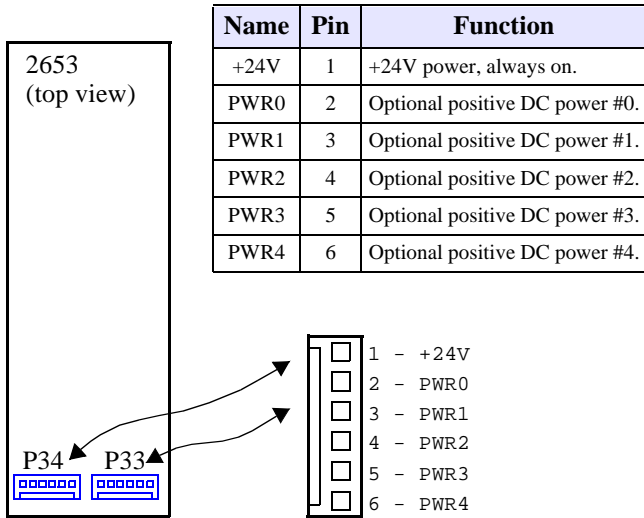 Name Pin Function
+24V 1 +24V power, always on.
PWR0 2 Optional positive DC power #0.
PWR1 3 Optional positive DC power #1.
PWR2 4 Optional positive DC power #2.
PWR3 5 Optional positive DC power #3.
PWR4 6 Optional positive DC power #4.
2653
(top view)
P34 P33
1 - +24V
2 - PWR0
3 - PWR1
4 - PWR2
5 - PWR3
6 - PWR4